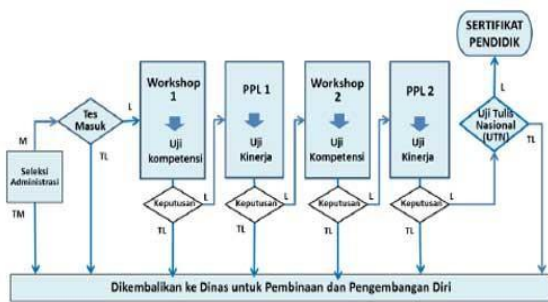 SERTIFIKAT
PENDIDIK
Workshop
1
PPL 1
Workshop
2
PPL 2
L
Tes
Masuk
L
Uji Tulis
Nasional
(UTN)
Uji
kompetensi
Uji
Kinerja
Uji
Kompetensi
Uji
Kinerja
M
TL
TL
Seleksi
Administrasi
Keputusan
L
Keputusan
L
Keputusan
L
Keputusan
L
TM
TL
TL
TL
TL
Dikembalikan ke Dinas untuk Pembinaan dan Pengembangan Diri